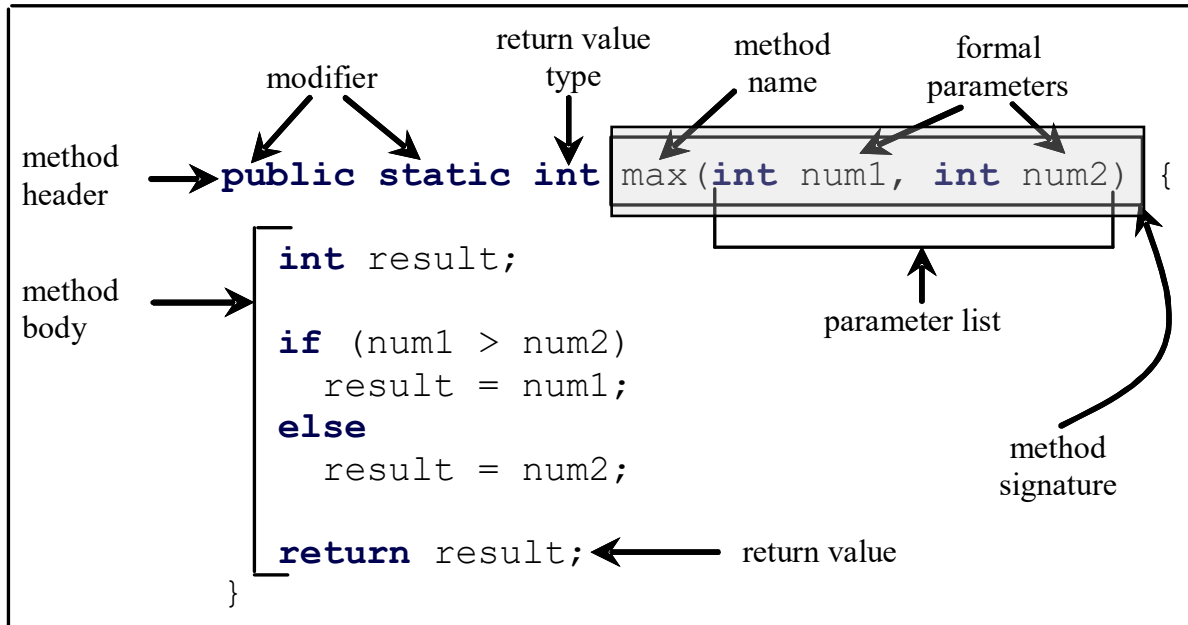 return value
type
method
name
formal
parameters
modifier
method
header
public static int max(int num1, int num2) {
int result;
method
body
parameter list
if (num1 > num2)
result = num1;
else
result = num2;
method
signature
return result;
return value
}